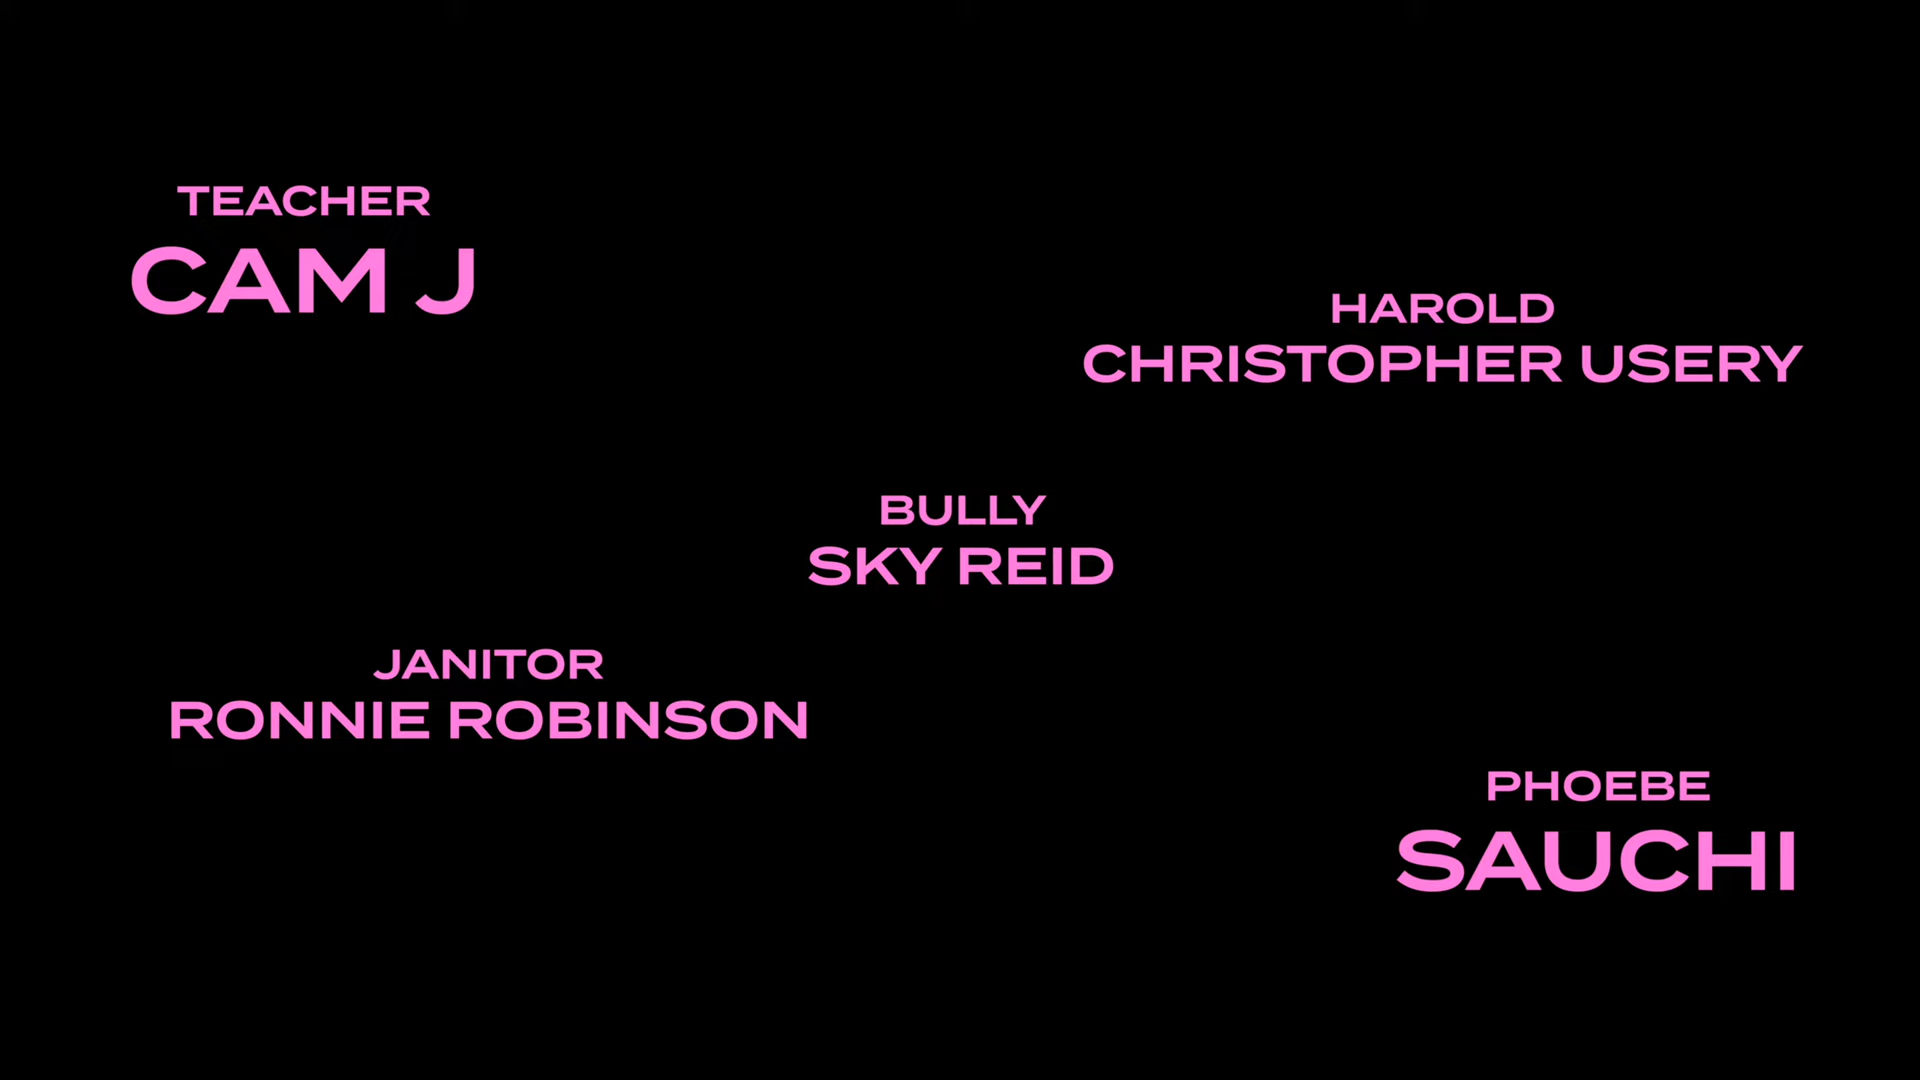 TEACHER
CAM J
HAROLD
CHRISTOPHER USERY
BULLY
SKY REID
JANITOR
RONNIE ROBINSON
PHOEBE
SAUCHI